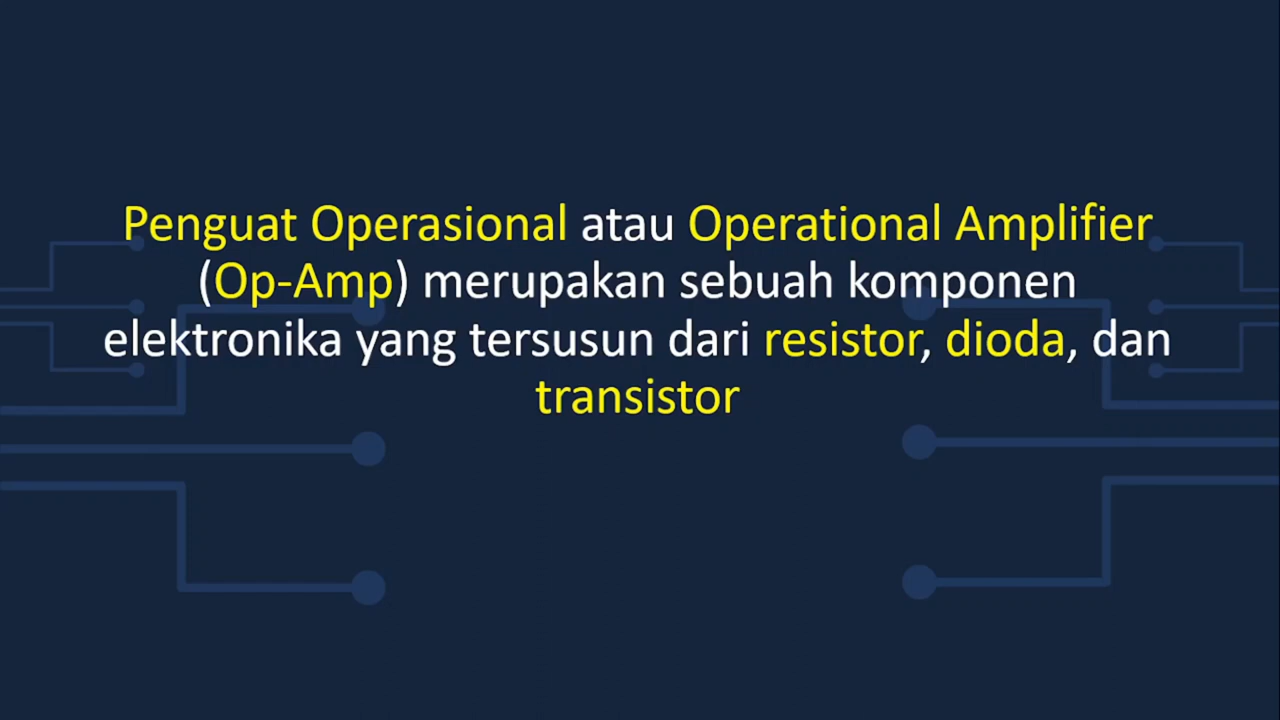 Penguat Operasional atau Operational Amplifier
(Op-Amp) merupakan sebuah komponen
elektronika yang tersusun dari resistor, dioda, dan
transistor